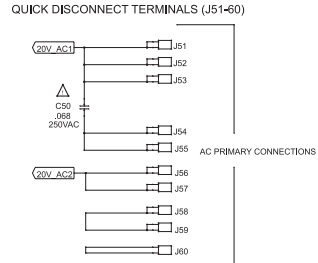 QUICK DISCONNECT TERMINALS (J51-60)
20V_AC1
J51
J52
J53
C50
.068
250VAC
J54
J55
AC PRIMARY CONNECTIONS
20V_AC2
J56
J57
J58
J59
J60